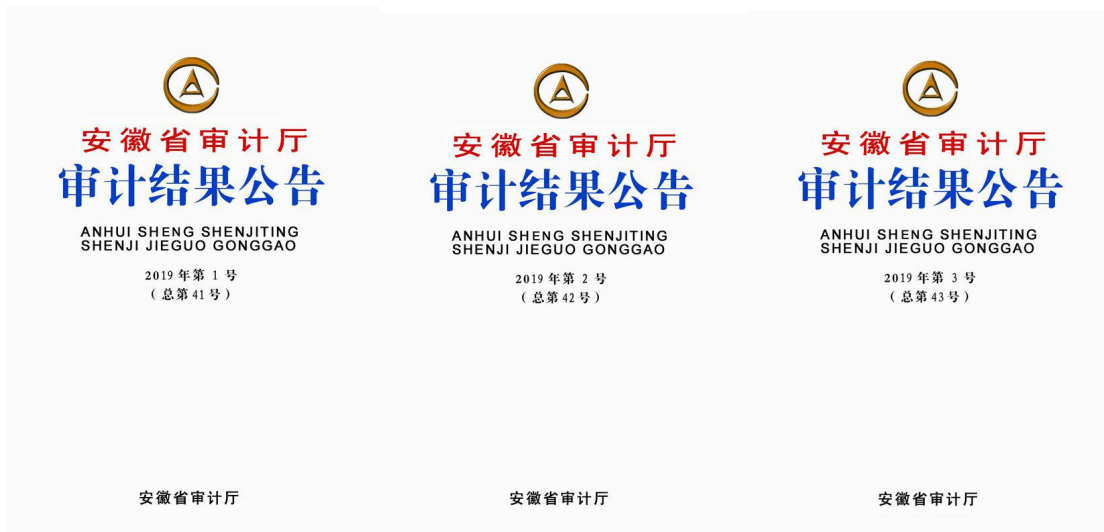 安徽省审计厅
审计结果公告
ANHUI SHENG SHENJITING
SHENJI JIEGUO GONGGAO
2019 年第 1 号
（总第 41 号）
安徽省审计厅
安徽省审计厅
审计结果公告
ANHUI SHENG SHENJITING
SHENJI JIEGUO GONGGAO
2019 年第 2 号
（总第 42 号）
安徽省审计厅
安徽省审计厅
审计结果公告
ANHUI SHENG SHENJITING
SHENJI JIEGUO GONGGAO
2019 年第 3 号
（总第 43 号）
安徽省审计厅